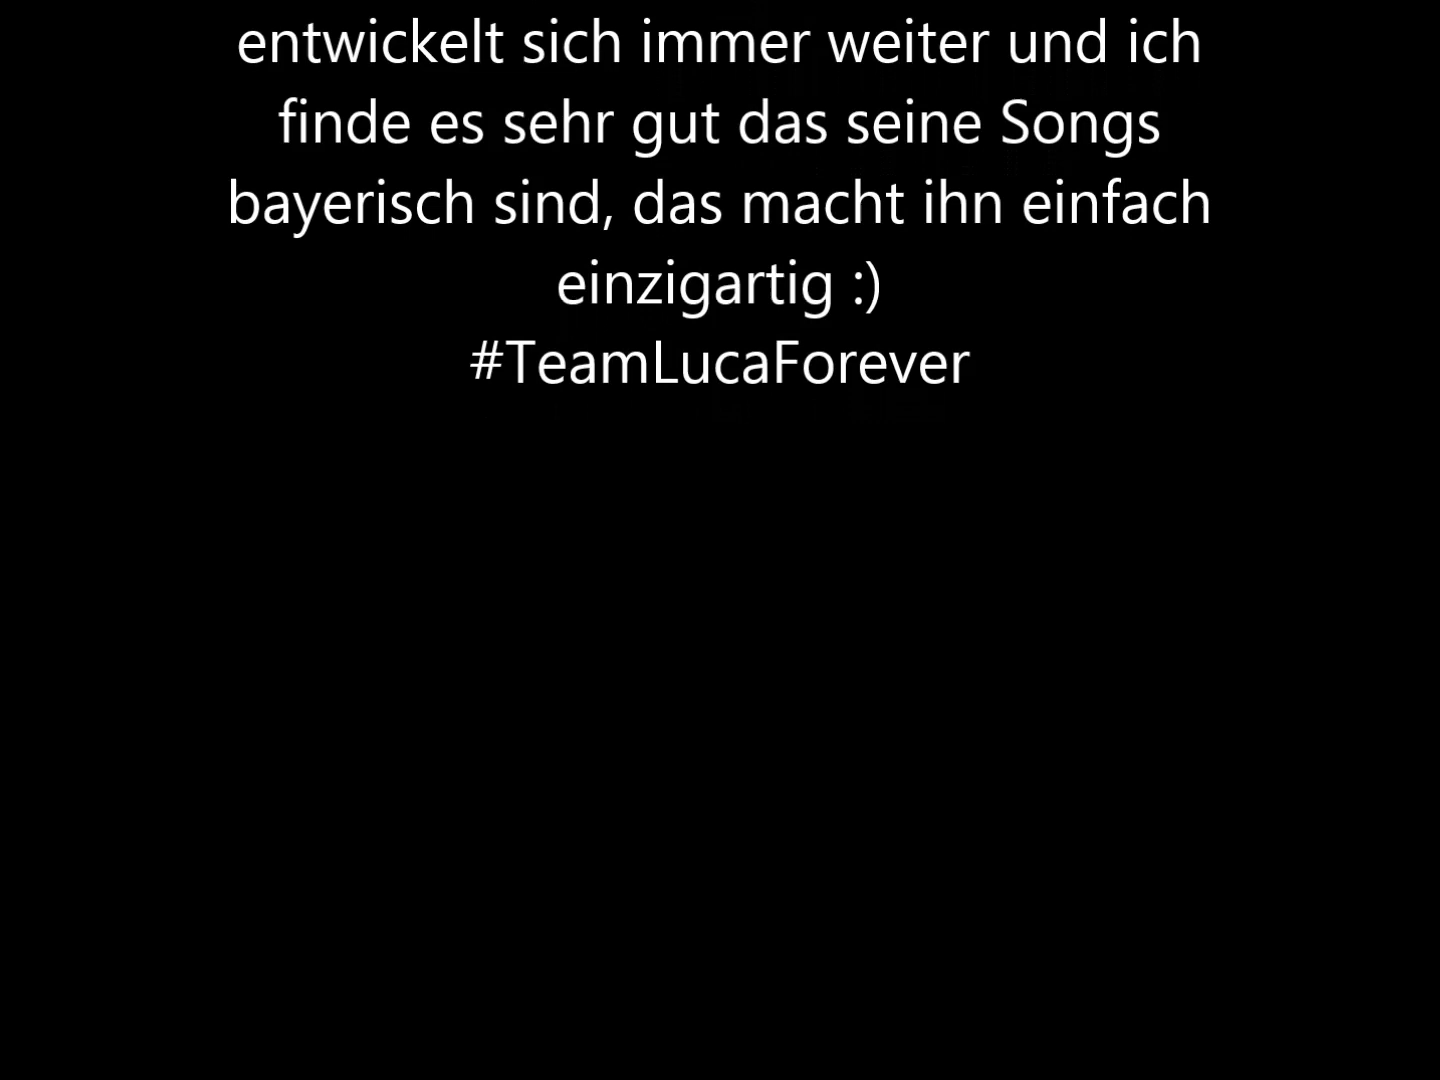 entwickelt sich immer weiter und ich
finde es sehr gut das seine Songs
bayerisch sind, das macht ihn einfach
einzigartig :)
#TeamLucaForever